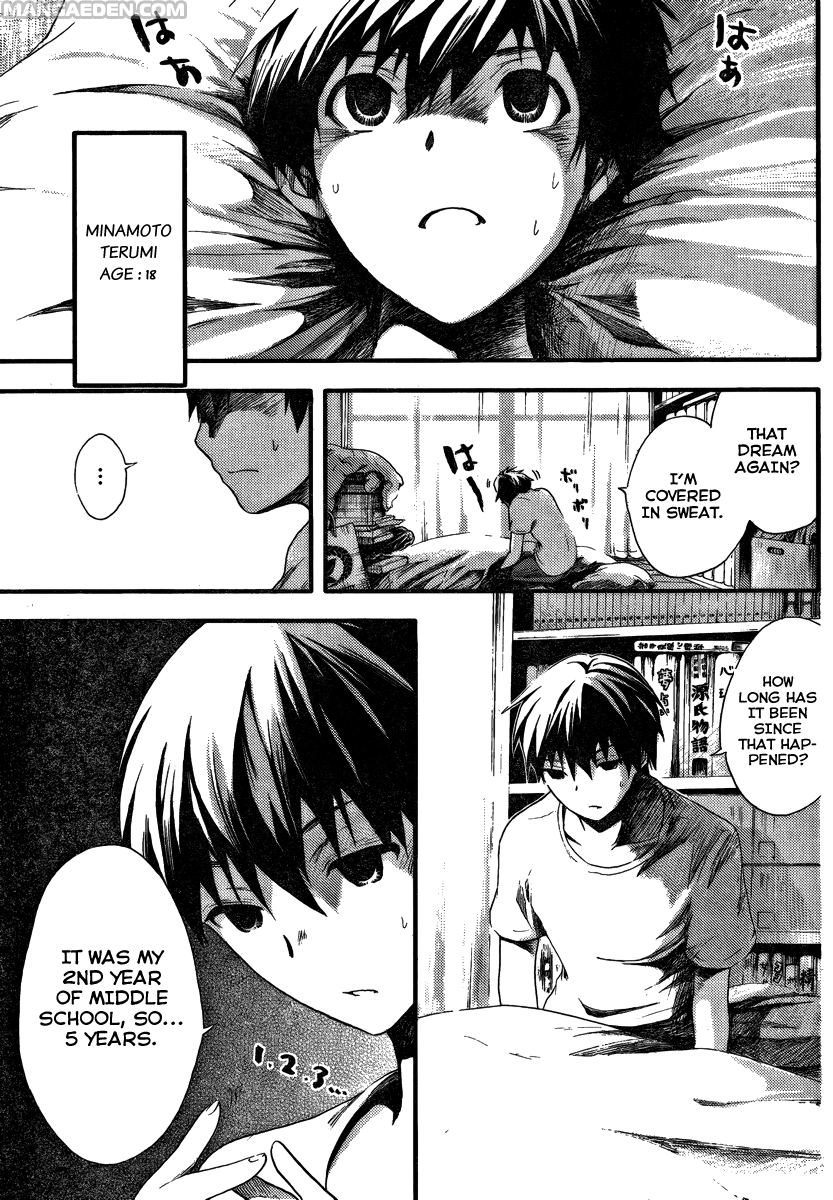 MANGAEDEN.COM
はぁ
はぁ
MINAMOTO
TERUMI
AGE : 18
THAT
DREAM
AGAIN?
I'M
COVERED
IN SWEAT.
はー
ボリ
ボリ
...
HOW
LONG HAS
IT BEEN
SINCE
THAT HAP-
PENED?
源氏物語
IT WAS MY
2ND YEAR
OF MIDDLE
SCHOOL, SO...
5 YEARS.
1.2.3...